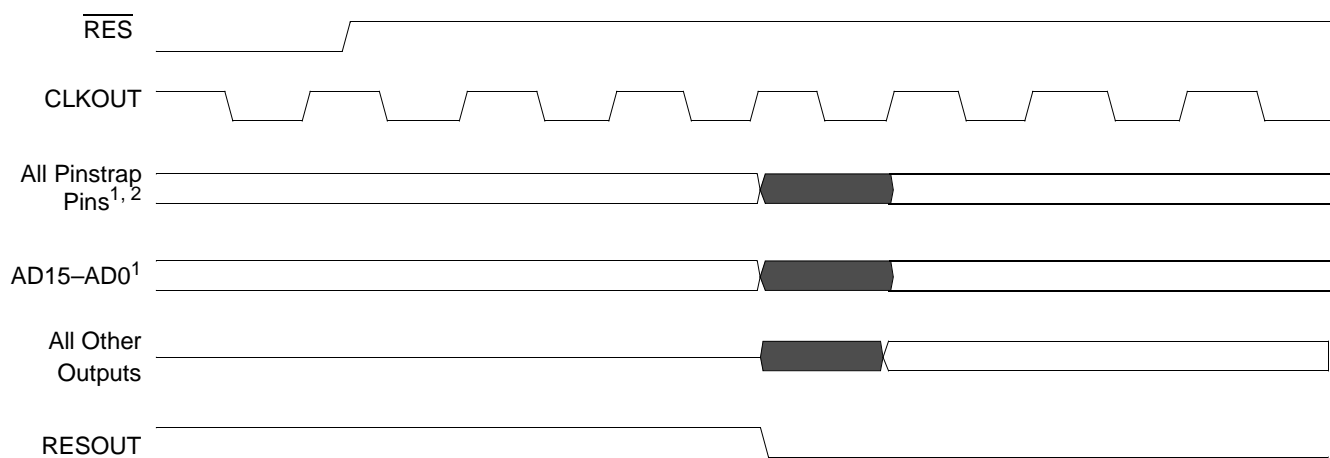 RES
CLKOUT
All Pinstrap
Pins1, 2
AD15–AD01
All Other
Outputs
RESOUT